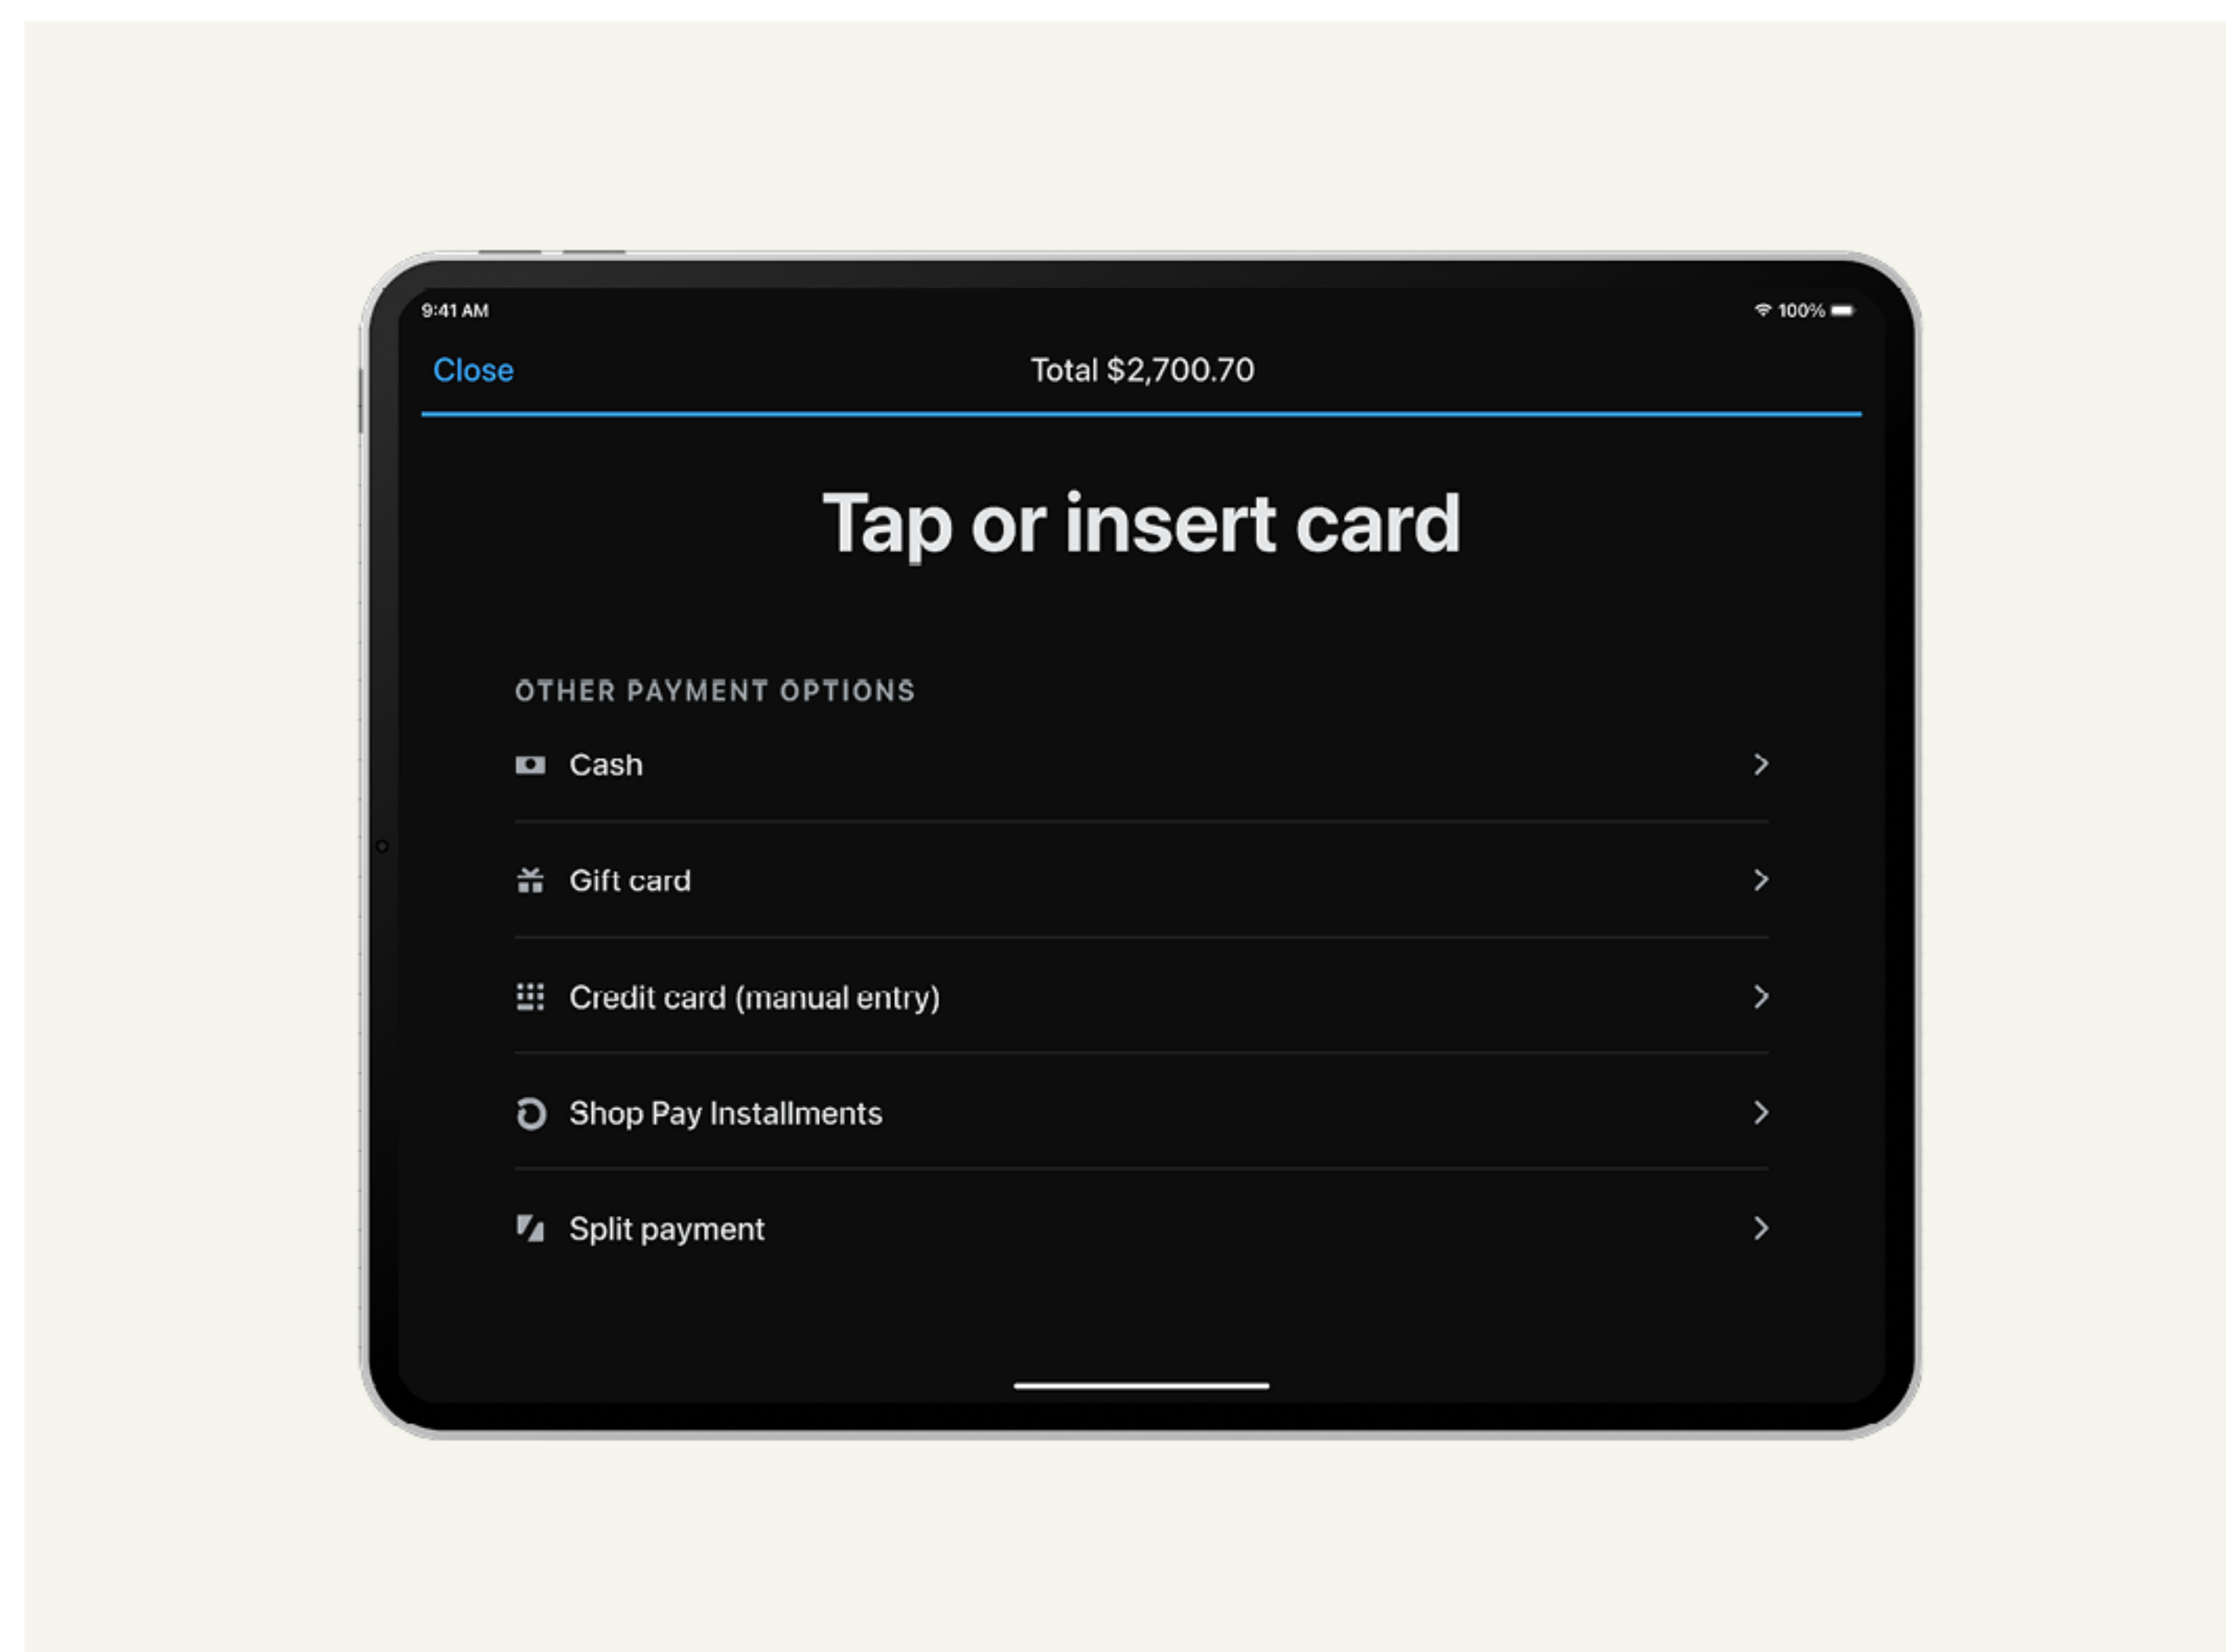 9:41 AM
100%
Close
Total $2,700.70
Tap or insert card
OTHER PAYMENT OPTIONS
Cash
Gift card
Credit card (manual entry)
Shop Pay Installments
Split payment